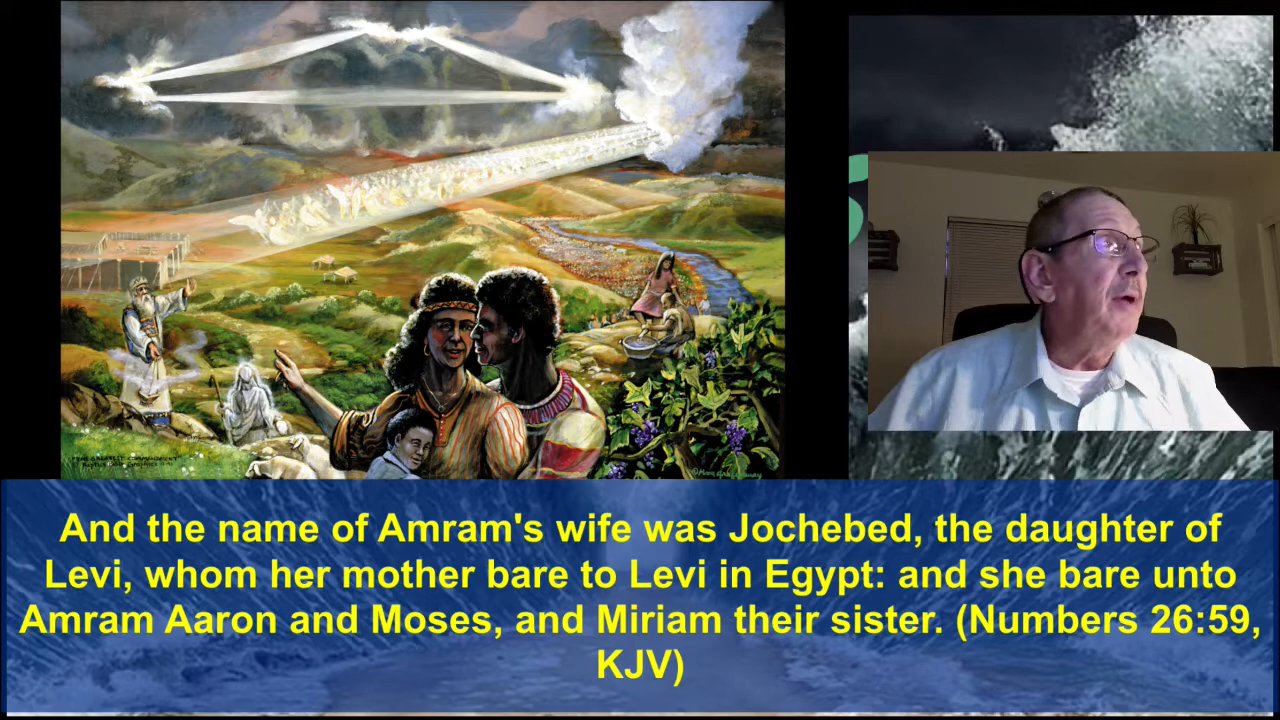 And the name of Amram's wife was Jochebed, the daughter of
Levi, whom her mother bare to Levi in Egypt: and she bare unto
Amram Aaron and Moses, and Miriam their sister. (Numbers 26:59,
KJV)